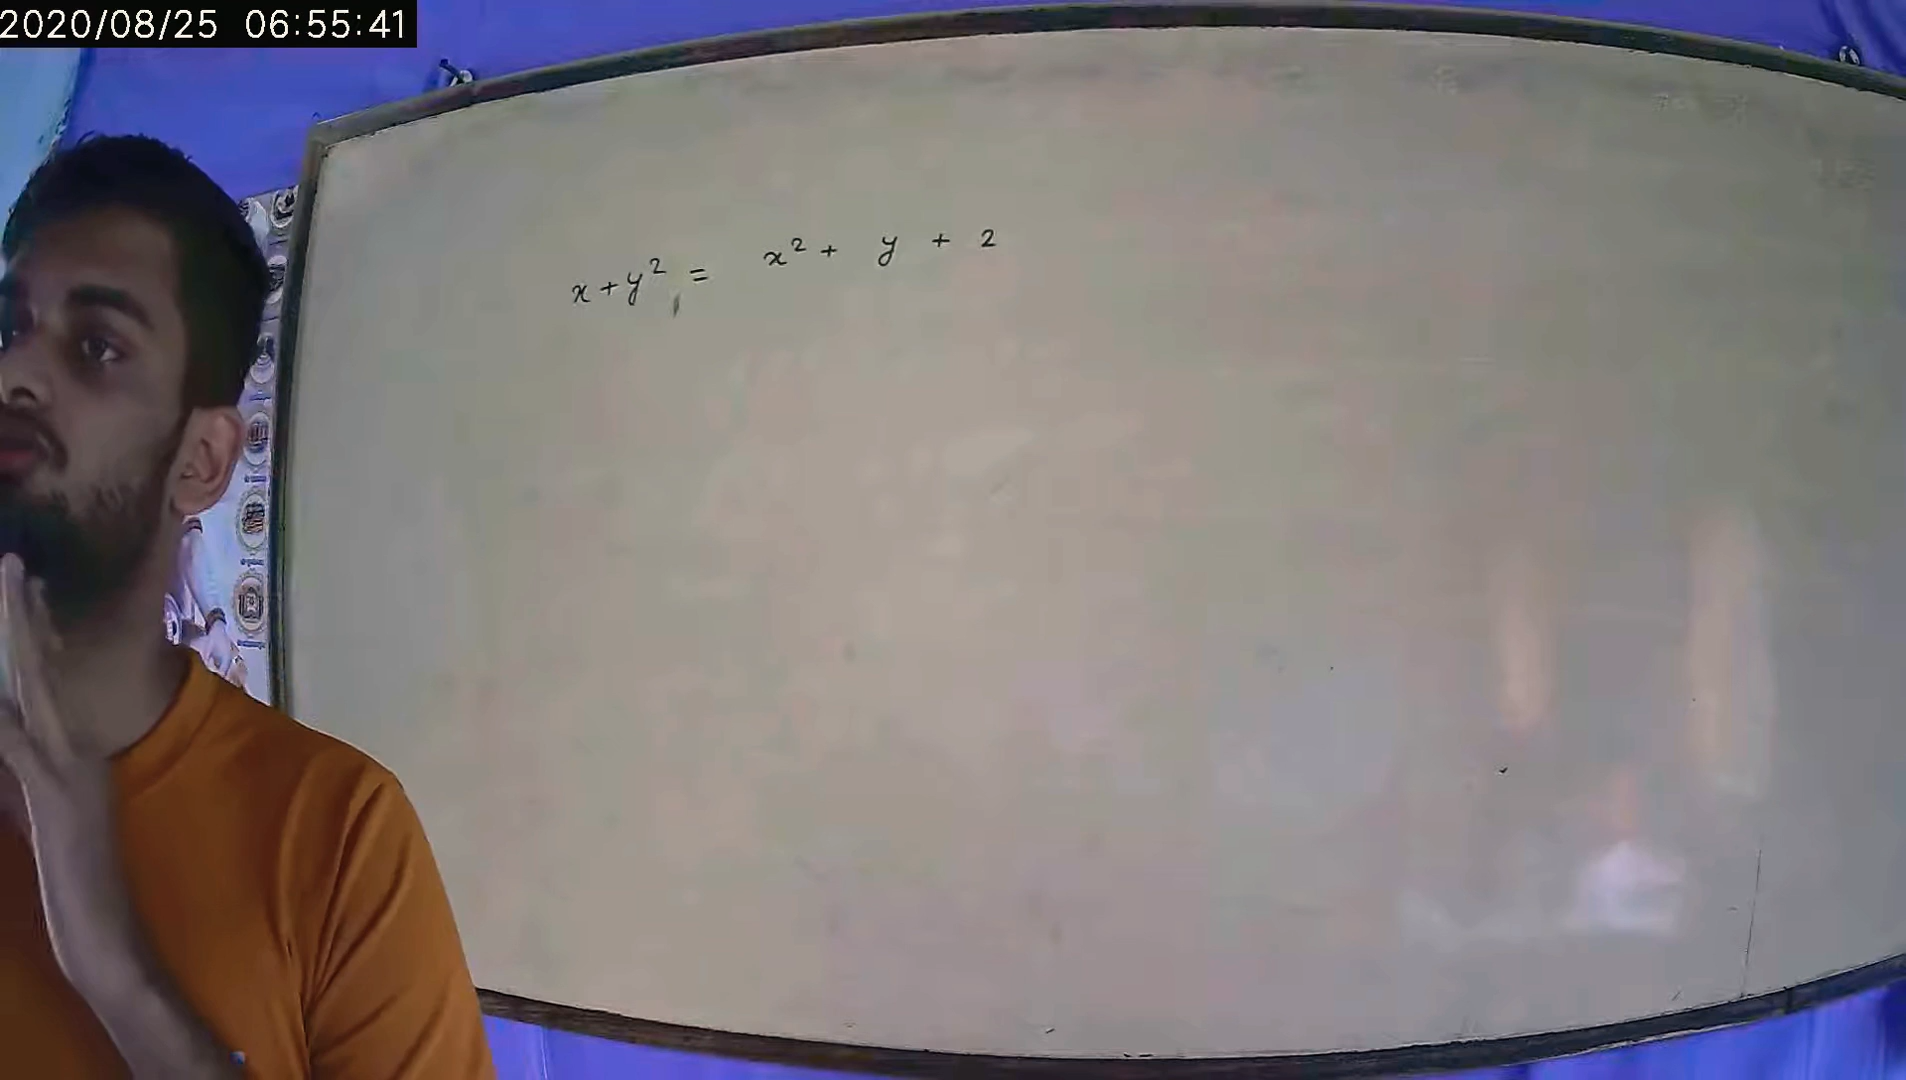 2020/08/25 06:55:41
x + y² = x² + y + 2